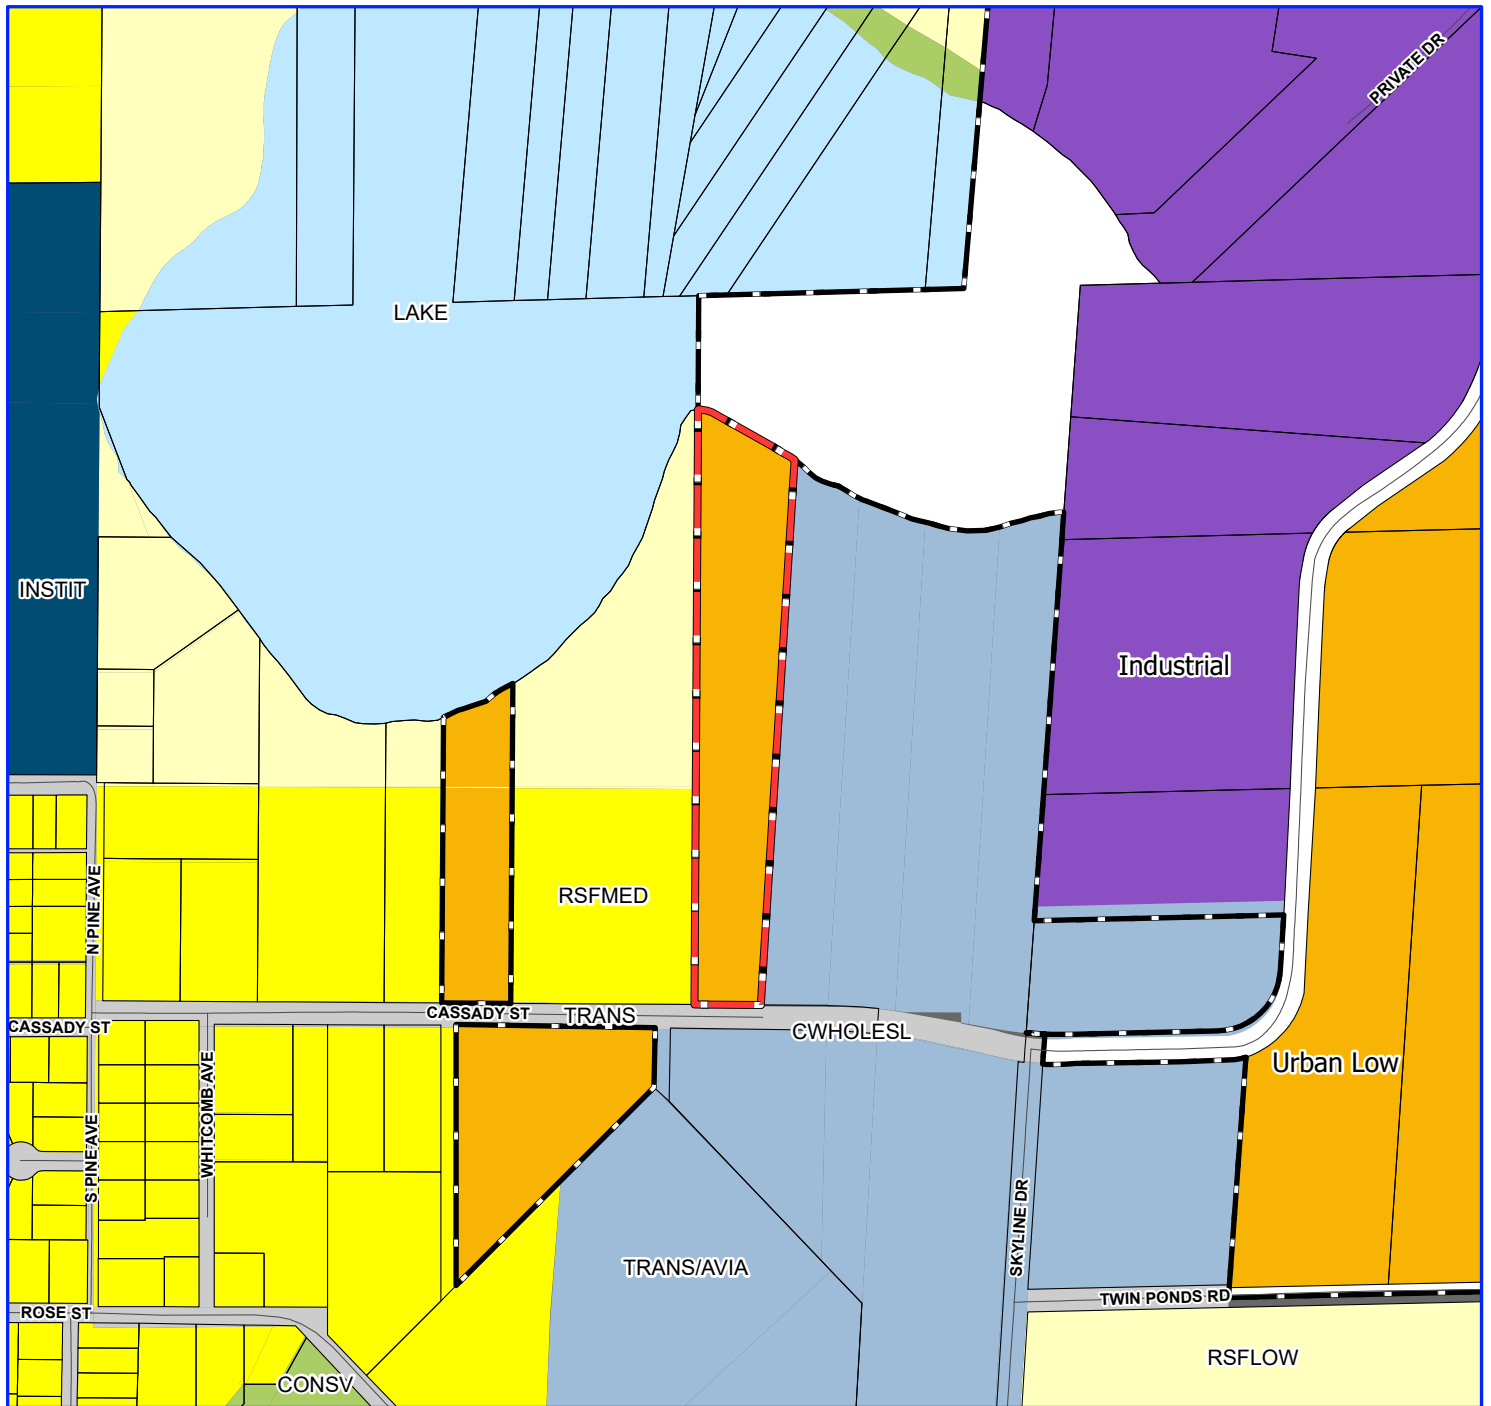 PRIVATE DR
LAKE
INSTIT
Industrial
RSFMED
N PINE AVE
CASSADY ST
TRANS
CASSADY ST
CWHOLESL
Urban Low
WHITCOMB AVE
S PINE AVE
SKYLINE DR
TRANS/AVIA
TWIN PONDS RD
ROSE ST
RSFLOW
CONSV